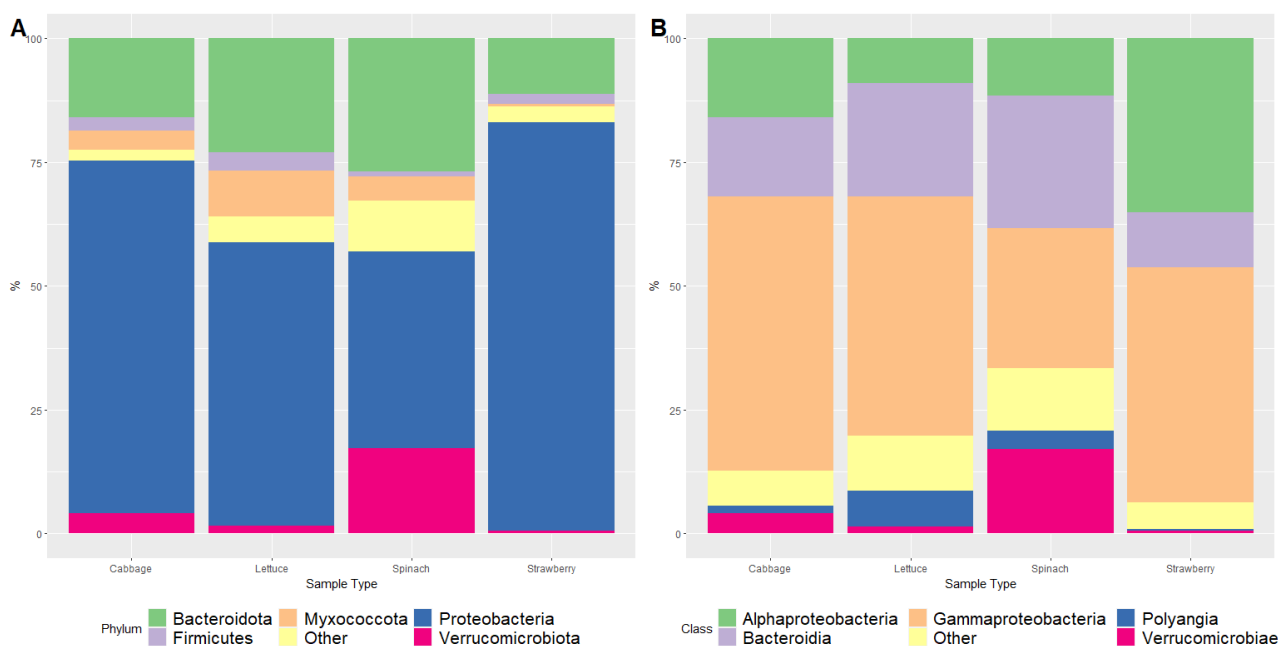 A
100
75
50
25
0
%
Cabbage Lettuce Spinach Strawberry
Sample Type
Phylum
Bacteroidota Myxococcota Proteobacteria
Firmicutes Other Verrucomicrobiota
B
100
75
50
25
0
%
Cabbage Lettuce Spinach Strawberry
Sample Type
Class
Alphaproteobacteria Gammaproteobacteria Polyangia
Bacteroidia Other Verrucomicrobiae